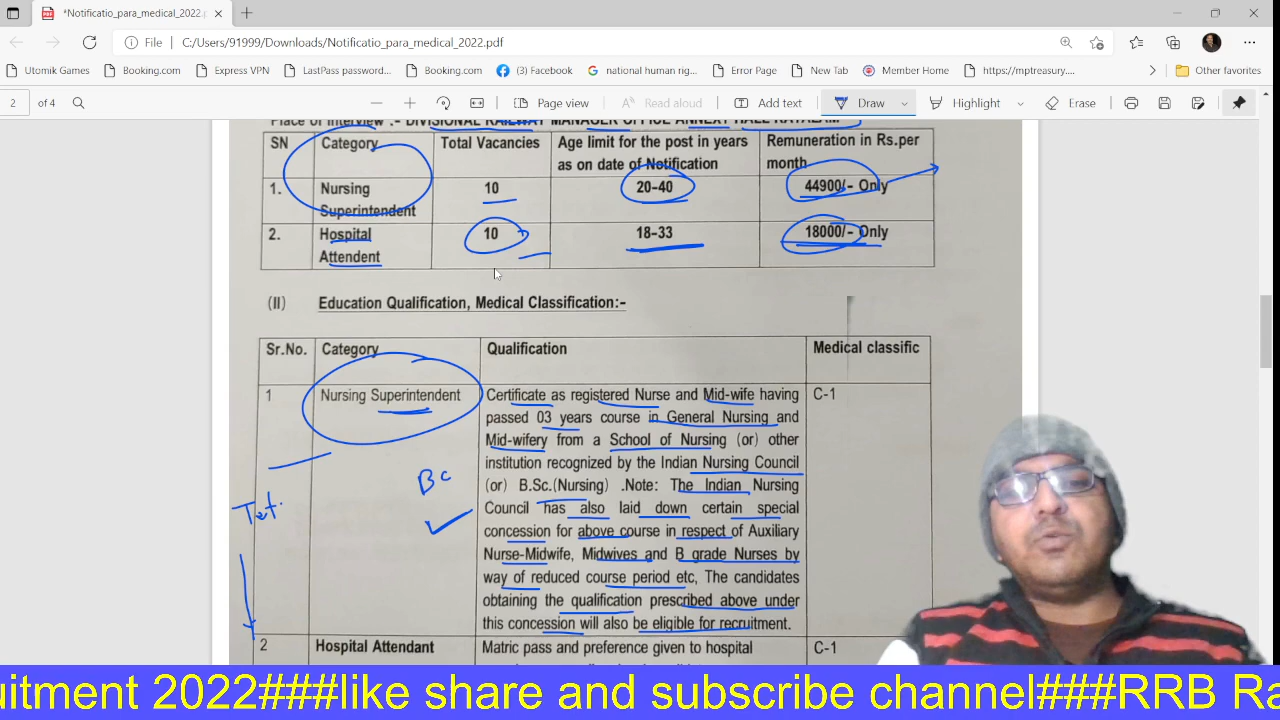 *Notificatio_para_medical_2022.p
File
C:/Users/91999/Downloads/Notificatio_para_medical_2022.pdf
Utomik Games
Booking.com
Express VPN
LastPass password...
Booking.com
(3) Facebook
national human rig...
Error Page
New Tab
Member Home
https://mptreasury....
Other favorites
2 of 4
Page view
Read aloud
Add text
Draw
Highlight
Erase
Place of Interview :- DIVISIONAL RAILWAY MANAGER OFFICE ANNEXT HALL RATALAM
SN Category Total Vacancies Age limit for the post in years as on date of Notification Remuneration in Rs.per month
1. Nursing Superintendent 10 20-40 44900/- Only
2. Hospital Attendent 10 18-33 18000/- Only
(II) Education Qualification, Medical Classification:-
Sr.No. Category Qualification Medical classific
1 Nursing Superintendent Certificate as registered Nurse and Mid-wife having C-1
passed 03 years course in General Nursing and
Mid-wifery from a School of Nursing (or) other
institution recognized by the Indian Nursing Council
(or) B.Sc.(Nursing) .Note: The Indian Nursing
Council has also laid down certain special
concession for above course in respect of Auxiliary
Nurse-Midwife, Midwives and B grade Nurses by
way of reduced course period etc, The candidates
obtaining the qualification prescribed above under
this concession will also be eligible for recruitment.
2 Hospital Attendant Matric pass and preference given to hospital C-1
uitment 2022###like share and subscribe channel###RRB Ra